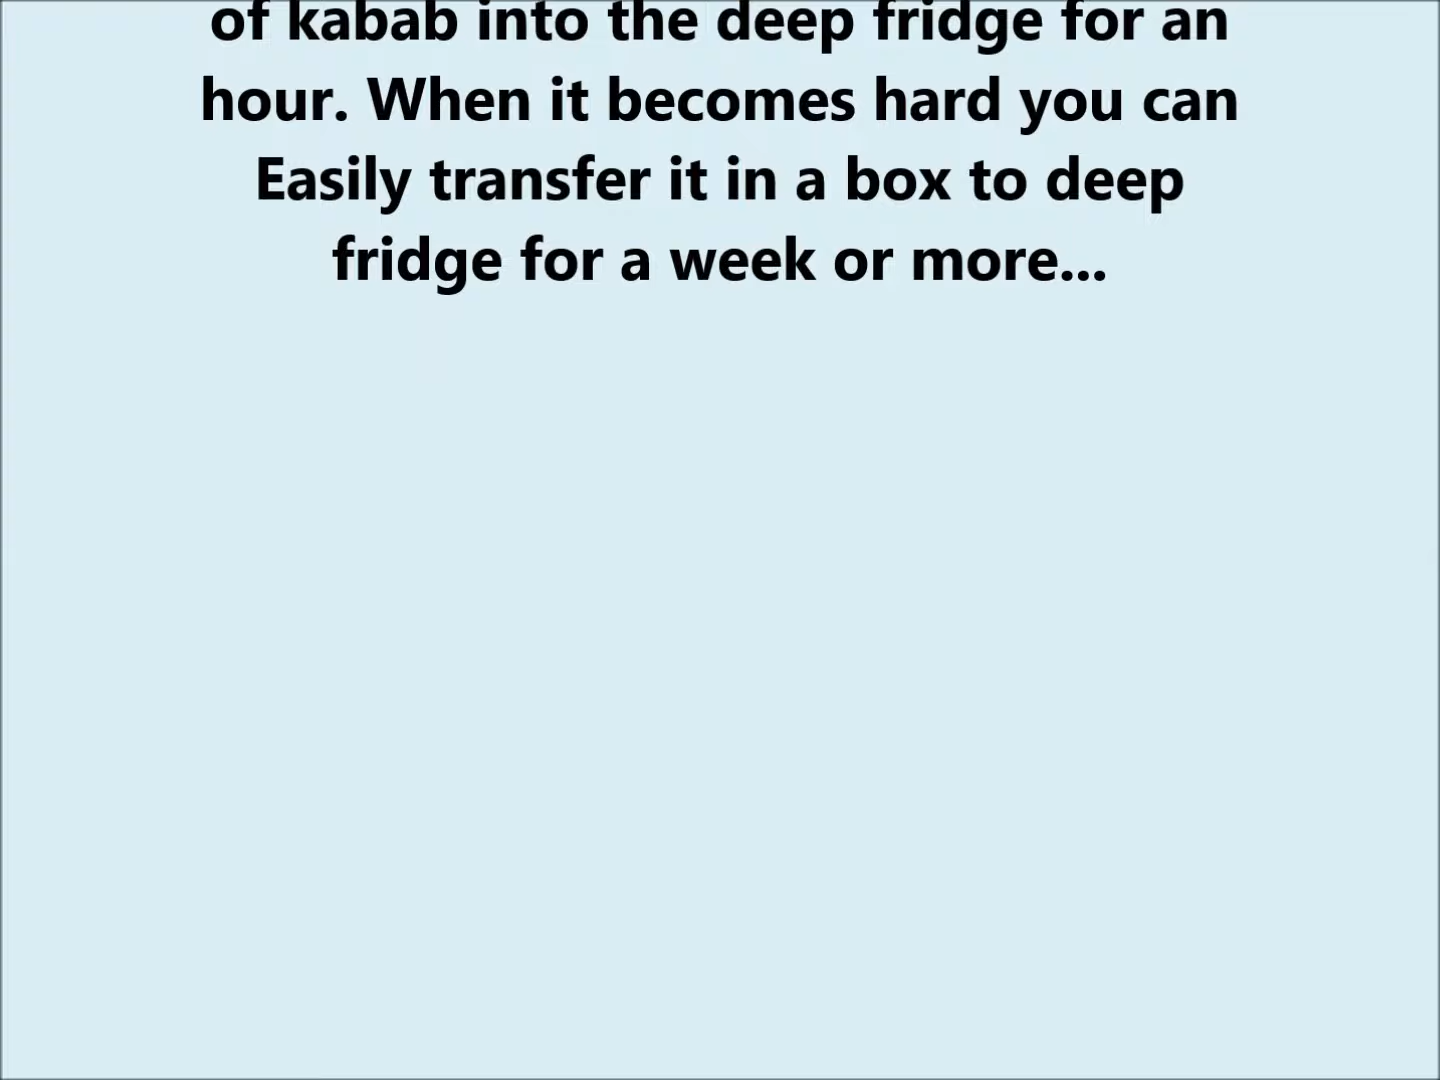 of kabab into the deep fridge for an
hour. When it becomes hard you can
Easily transfer it in a box to deep
fridge for a week or more...